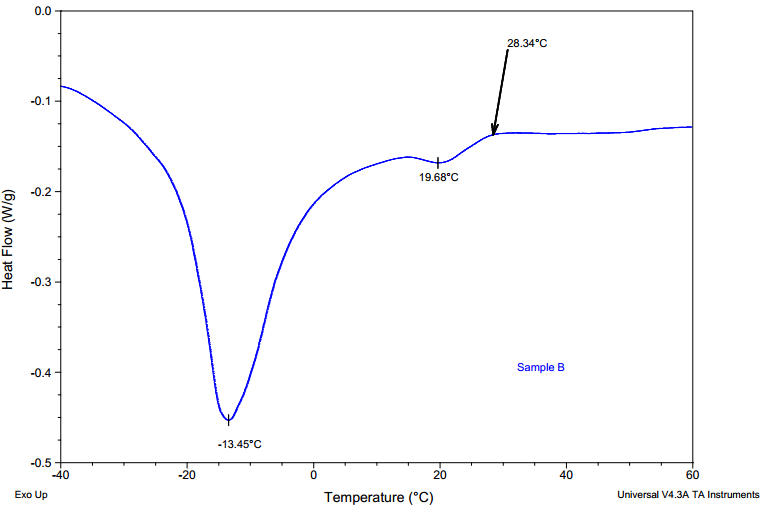 0.0
28.34°C
-0.1
19.68°C
-0.2
Heat Flow (W/g)
-0.3
Sample B
-0.4
-13.45°C
-0.5
-40 -20 0 20 40 60
Exo Up Temperature (°C) Universal V4.3A TA Instruments